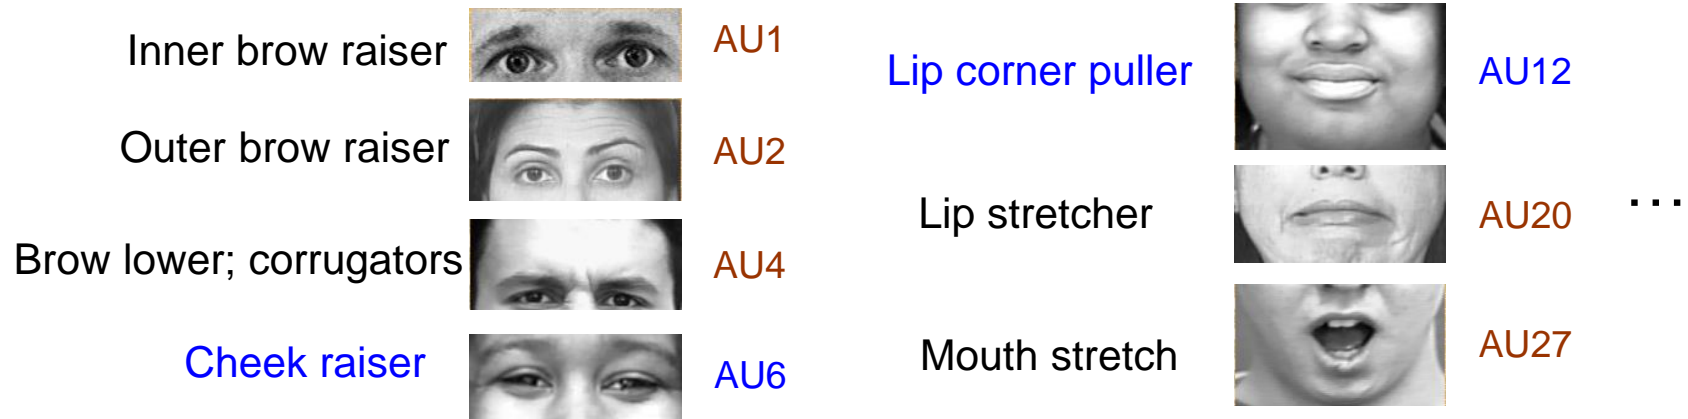 Inner brow raiser AU1
Outer brow raiser AU2
Brow lower; corrugators AU4
Cheek raiser AU6
Lip corner puller AU12
Lip stretcher AU20 ...
Mouth stretch AU27